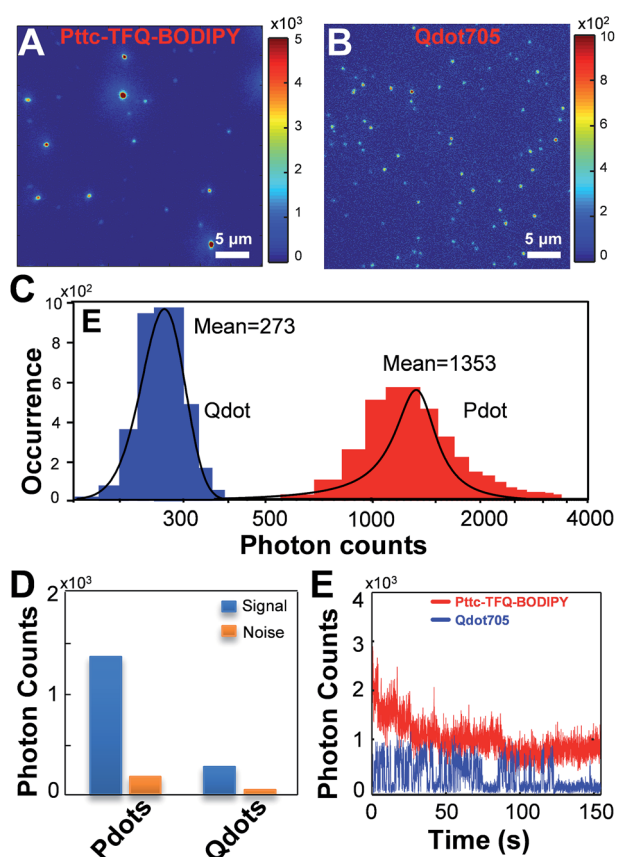 A
Pttc-TFQ-BODIPY
x10³
5
4
3
2
1
0
5 µm
B
Qdot705
x10²
10
8
6
4
2
0
5 µm
C
x10²
E
10
8
6
4
2
0
Occurrence
Mean=273
Qdot
Mean=1353
Pdot
300
500
1000
2000
4000
Photon counts
D
x10³
2
1
0
Photon Counts
Signal
Noise
Pdots
Qdots
E
x10³
4
3
2
1
0
Photon Counts
Pttc-TFQ-BODIPY
Qdot705
0
50
100
150
Time (s)